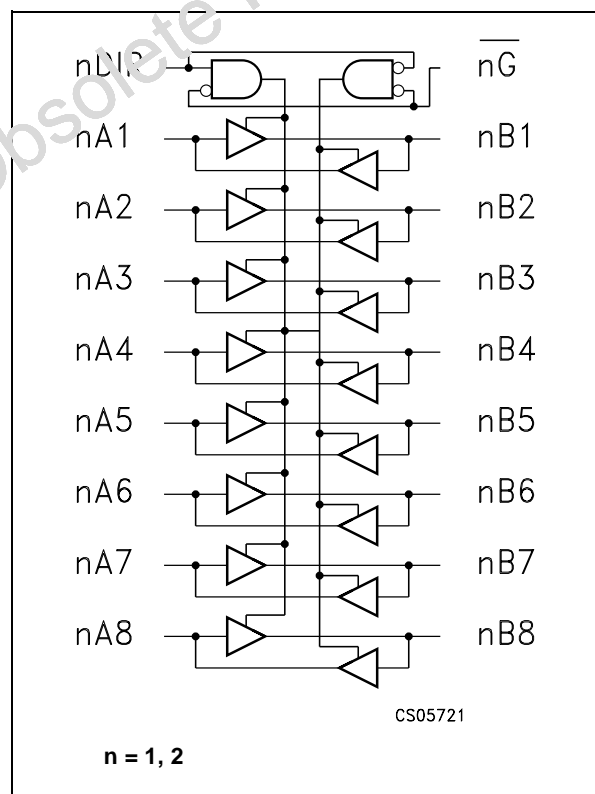 Obsolete
nDIR nG
nA1 nB1
nA2 nB2
nA3 nB3
nA4 nB4
nA5 nB5
nA6 nB6
nA7 nB7
nA8 nB8
CS05721
n = 1, 2